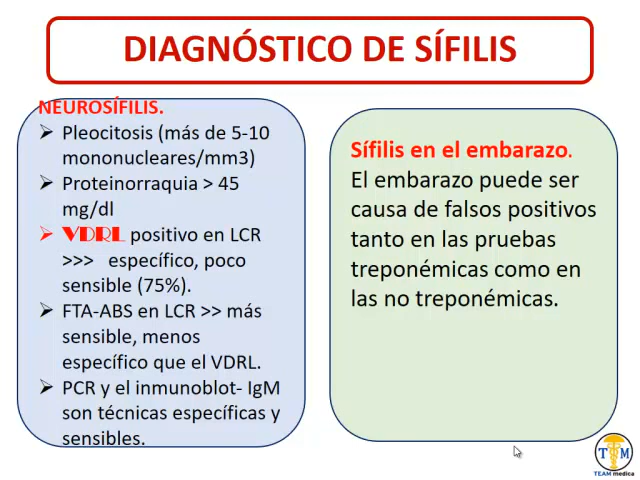 DIAGNÓSTICO DE SÍFILIS
NEUROSÍFILIS.
➢ Pleocitosis (más de 5-10
mononucleares/mm3)
➢ Proteinorraquia > 45
mg/dl
➢ VDRL positivo en LCR
>>> específico, poco
sensible (75%).
➢ FTA-ABS en LCR >> más
sensible, menos
específico que el VDRL.
➢ PCR y el inmunoblot- IgM
son técnicas específicas y
sensibles.
Sífilis en el embarazo.
El embarazo puede ser
causa de falsos positivos
tanto en las pruebas
treponémicas como en
las no treponémicas.
T M
TEAM medica